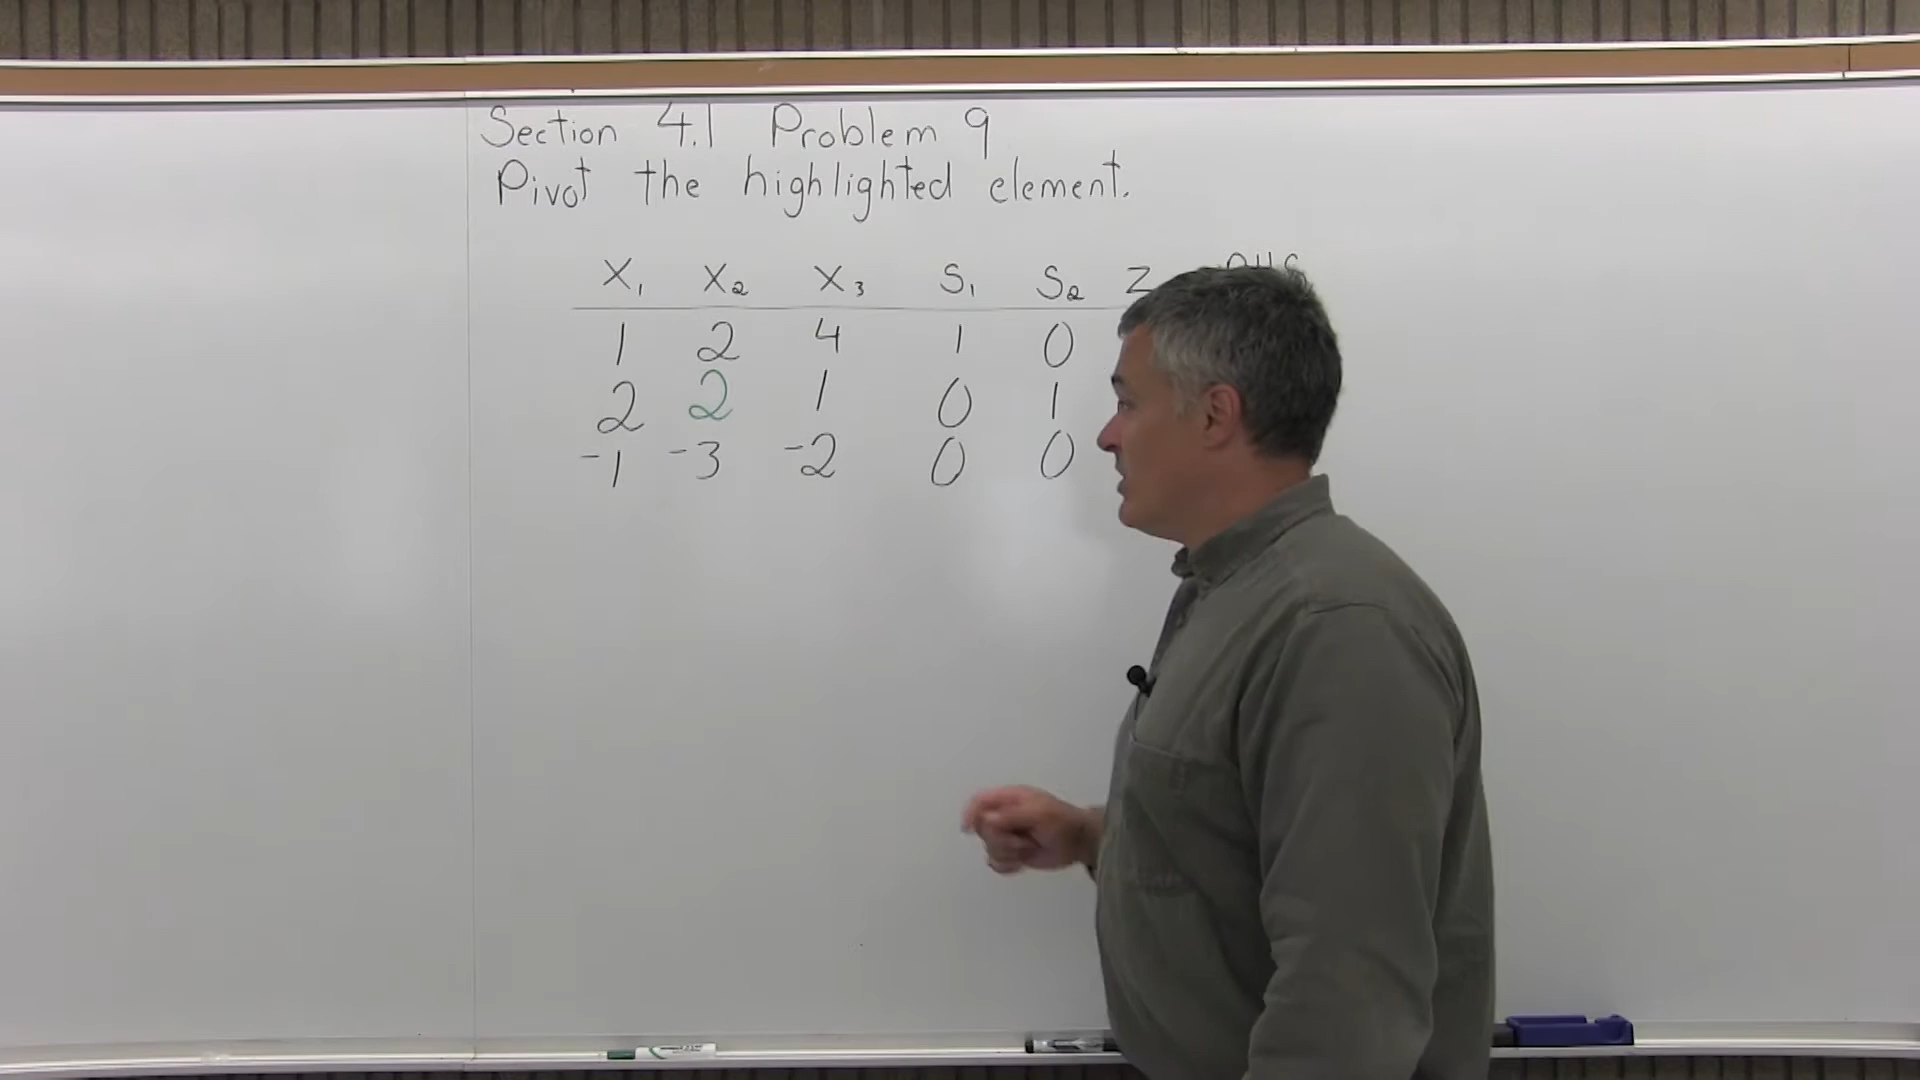 Section 4.1 Problem 9
Pivot the highlighted element.
X₁ X₂ X₃ S₁ S₂ Z
1 2 4 1 0
2 2 1 0 1
-1 -3 -2 0 0